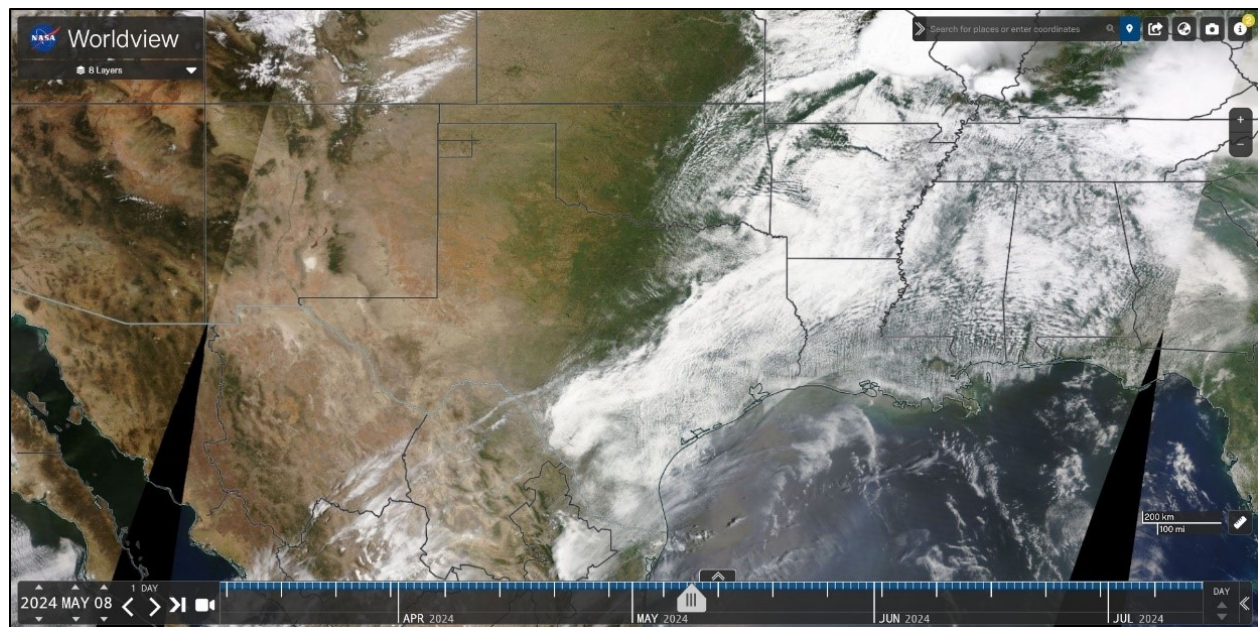 NASA Worldview
8 Layers
Search for places or enter coordinates
2
+
−
200 km
100 mi
1 DAY
2024 MAY 08
APR 2024
MAY 2024
JUN 2024
JUL 2024
DAY